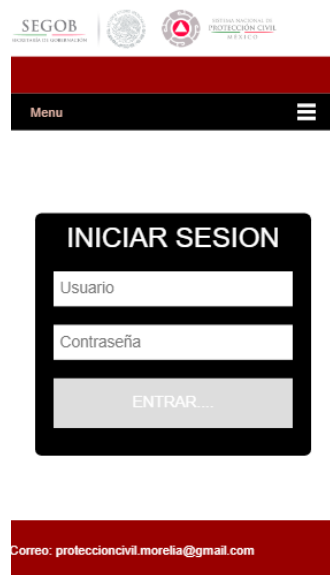 SEGOB
SECRETARÍA DE GOBERNACIÓN
SISTEMA NACIONAL DE
PROTECCIÓN CIVIL
MÉXICO
Menu
INICIAR SESION
Usuario
Contraseña
ENTRAR....
Correo: proteccioncivil.morelia@gmail.com